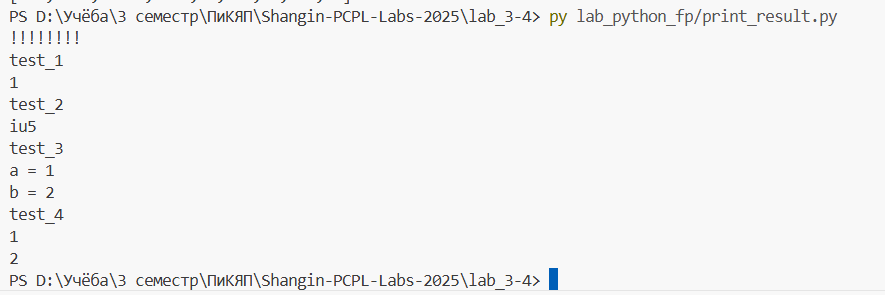 PS D:\Учёба\3 семестр\ПиКЯП\Shangin-PCPL-Labs-2025\lab_3-4> py lab_python_fp/print_result.py
!!!!!!!!
test_1
1
test_2
iu5
test_3
a = 1
b = 2
test_4
1
2
PS D:\Учёба\3 семестр\ПиКЯП\Shangin-PCPL-Labs-2025\lab_3-4>